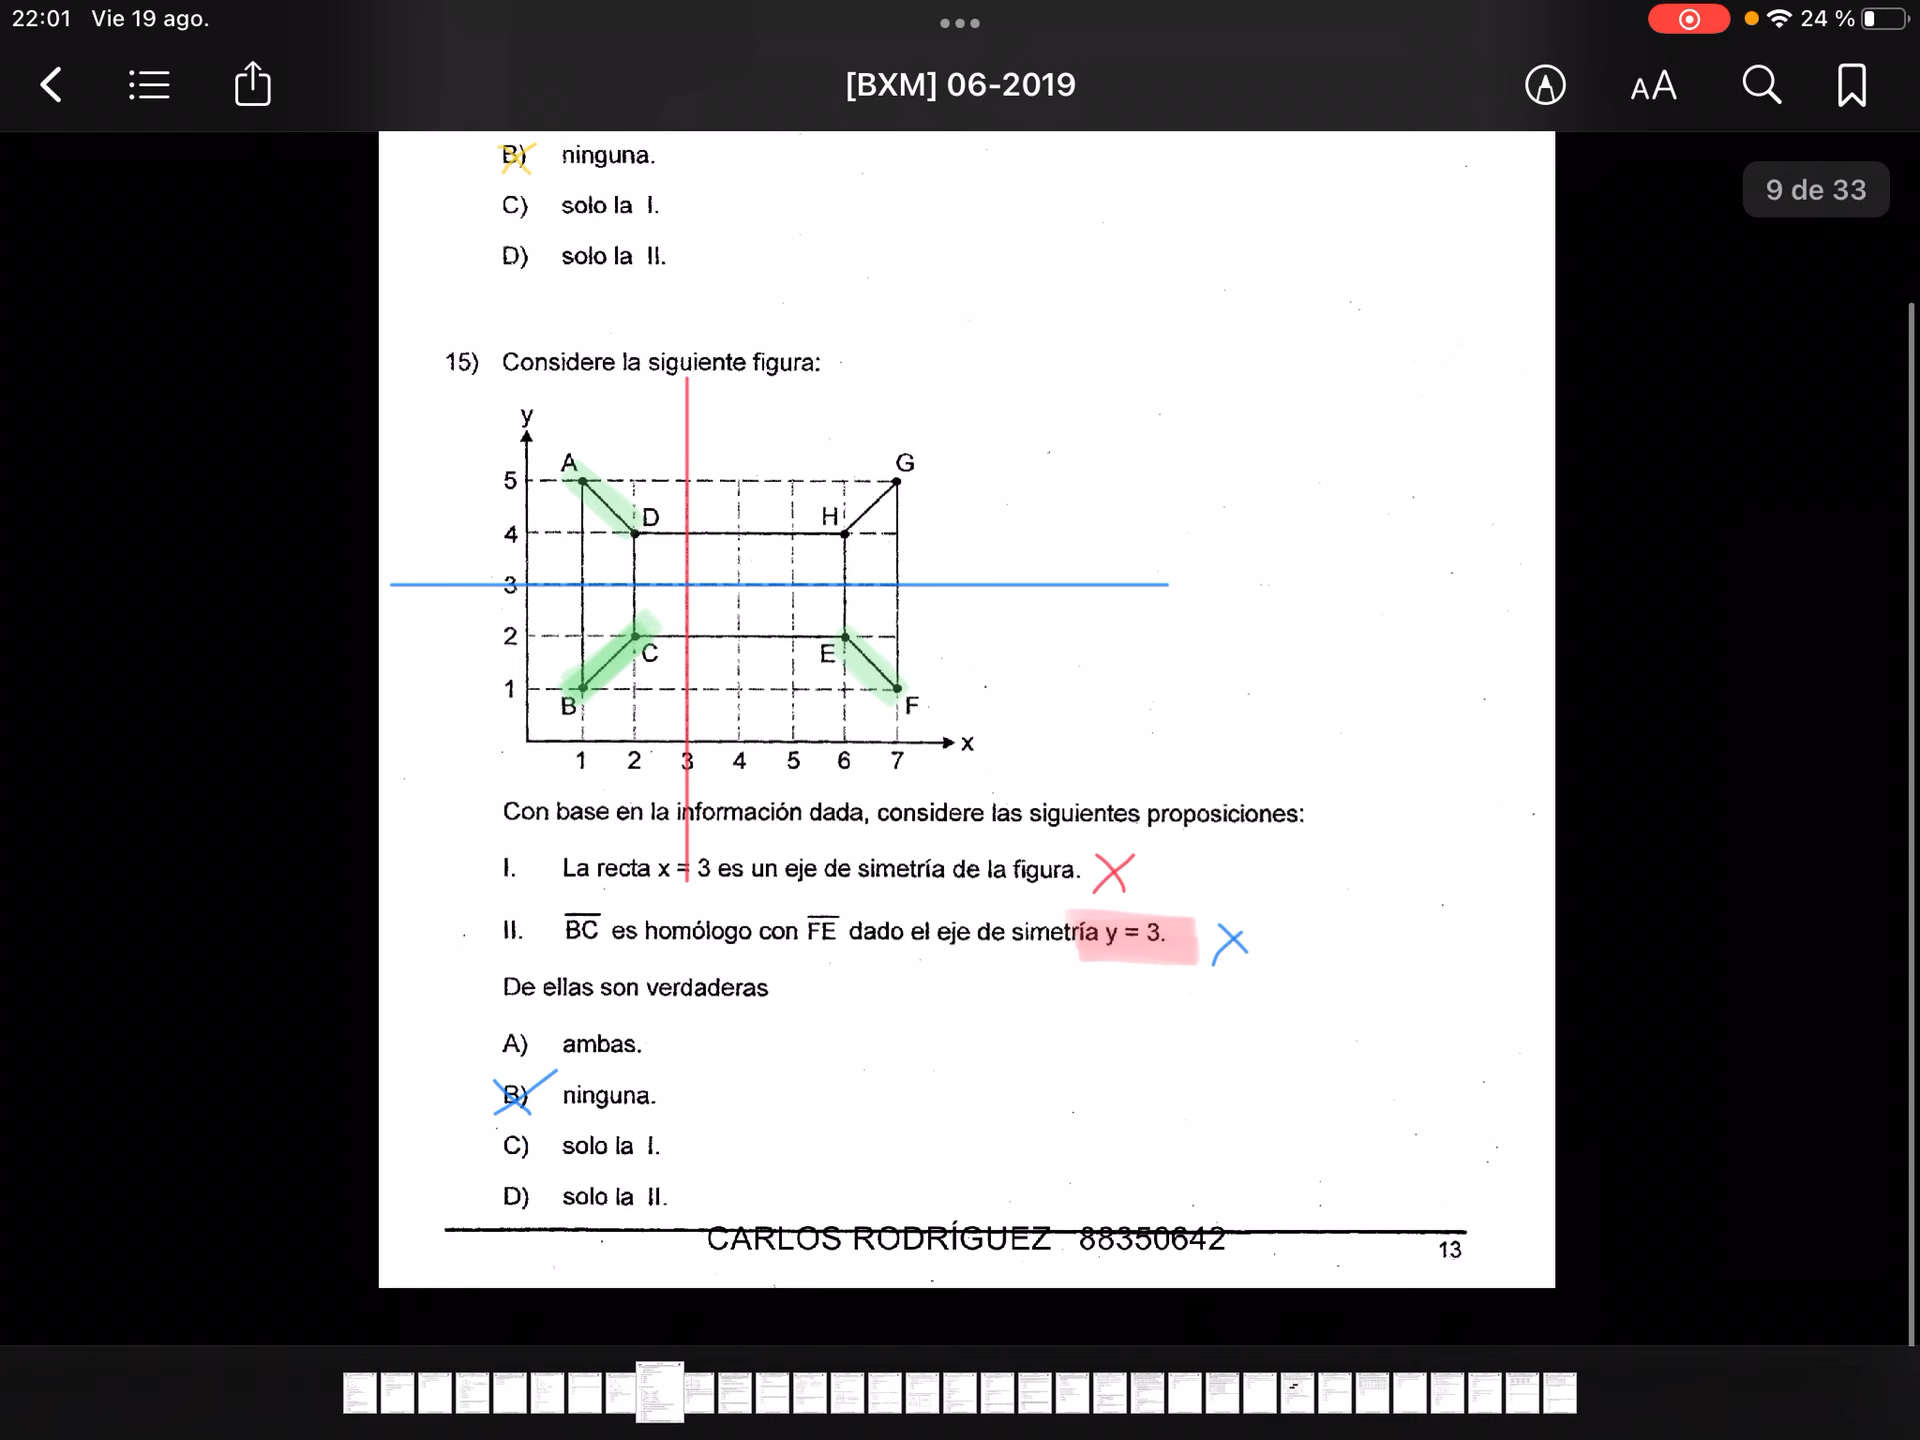 22:01 Vie 19 ago.
24 %
[BXM] 06-2019
AA
9 de 33
B) ninguna.
C) solo la I.
D) solo la II.
15) Considere la siguiente figura:
y
A G
5
D H
4
3
2
C E
1
B F
x
1 2 3 4 5 6 7
Con base en la información dada, considere las siguientes proposiciones:
I. La recta x = 3 es un eje de simetría de la figura.
II. BC es homólogo con FE dado el eje de simetría y = 3.
De ellas son verdaderas
A) ambas.
B) ninguna.
C) solo la I.
D) solo la II.
CARLOS RODRÍGUEZ 88350642
13